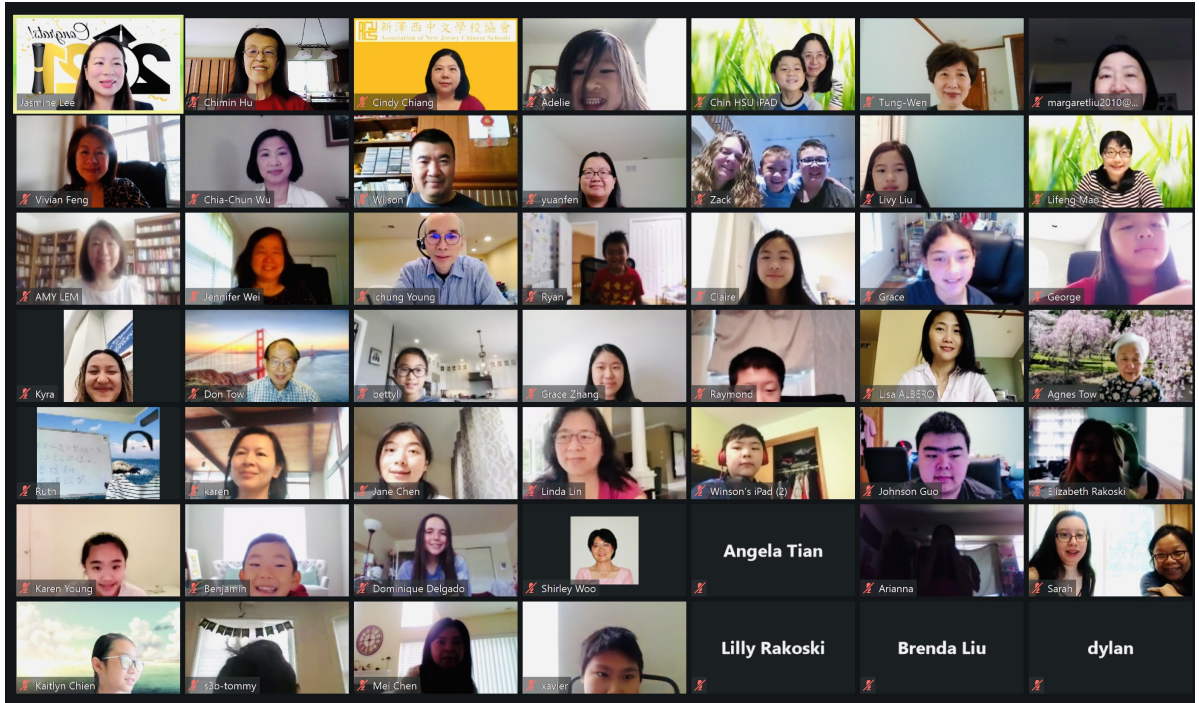 Congrats!
Jasmine Lee
Chimin Hu
新澤西中文學校協會
Association of New Jersey Chinese Schools
Cindy Chiang
Adelie
Chin HSU iPAD
Tung-Wen
margaretliu2010@...
Vivian Feng
Chia-Chun Wu
Wilson
yuanfen
Zack
Livy Liu
Lifeng Mao
AMY LEM
Jennifer Wei
chung Young
Ryan
Claire
Grace
George
Kyra
Don Tow
bettyl
Grace Zhang
Raymond
Lisa ALBERO
Agnes Tow
Ruth
karen
Jane Chen
Linda Lin
Winson's iPad (2)
Johnson Guo
Elizabeth Rakoski
Karen Young
Benjamin
Dominique Delgado
Shirley Woo
Angela Tian
Arianna
Sarah
Kaitlyn Chien
s3b-tommy
Mei Chen
xavier
Lilly Rakoski
Brenda Liu
dylan